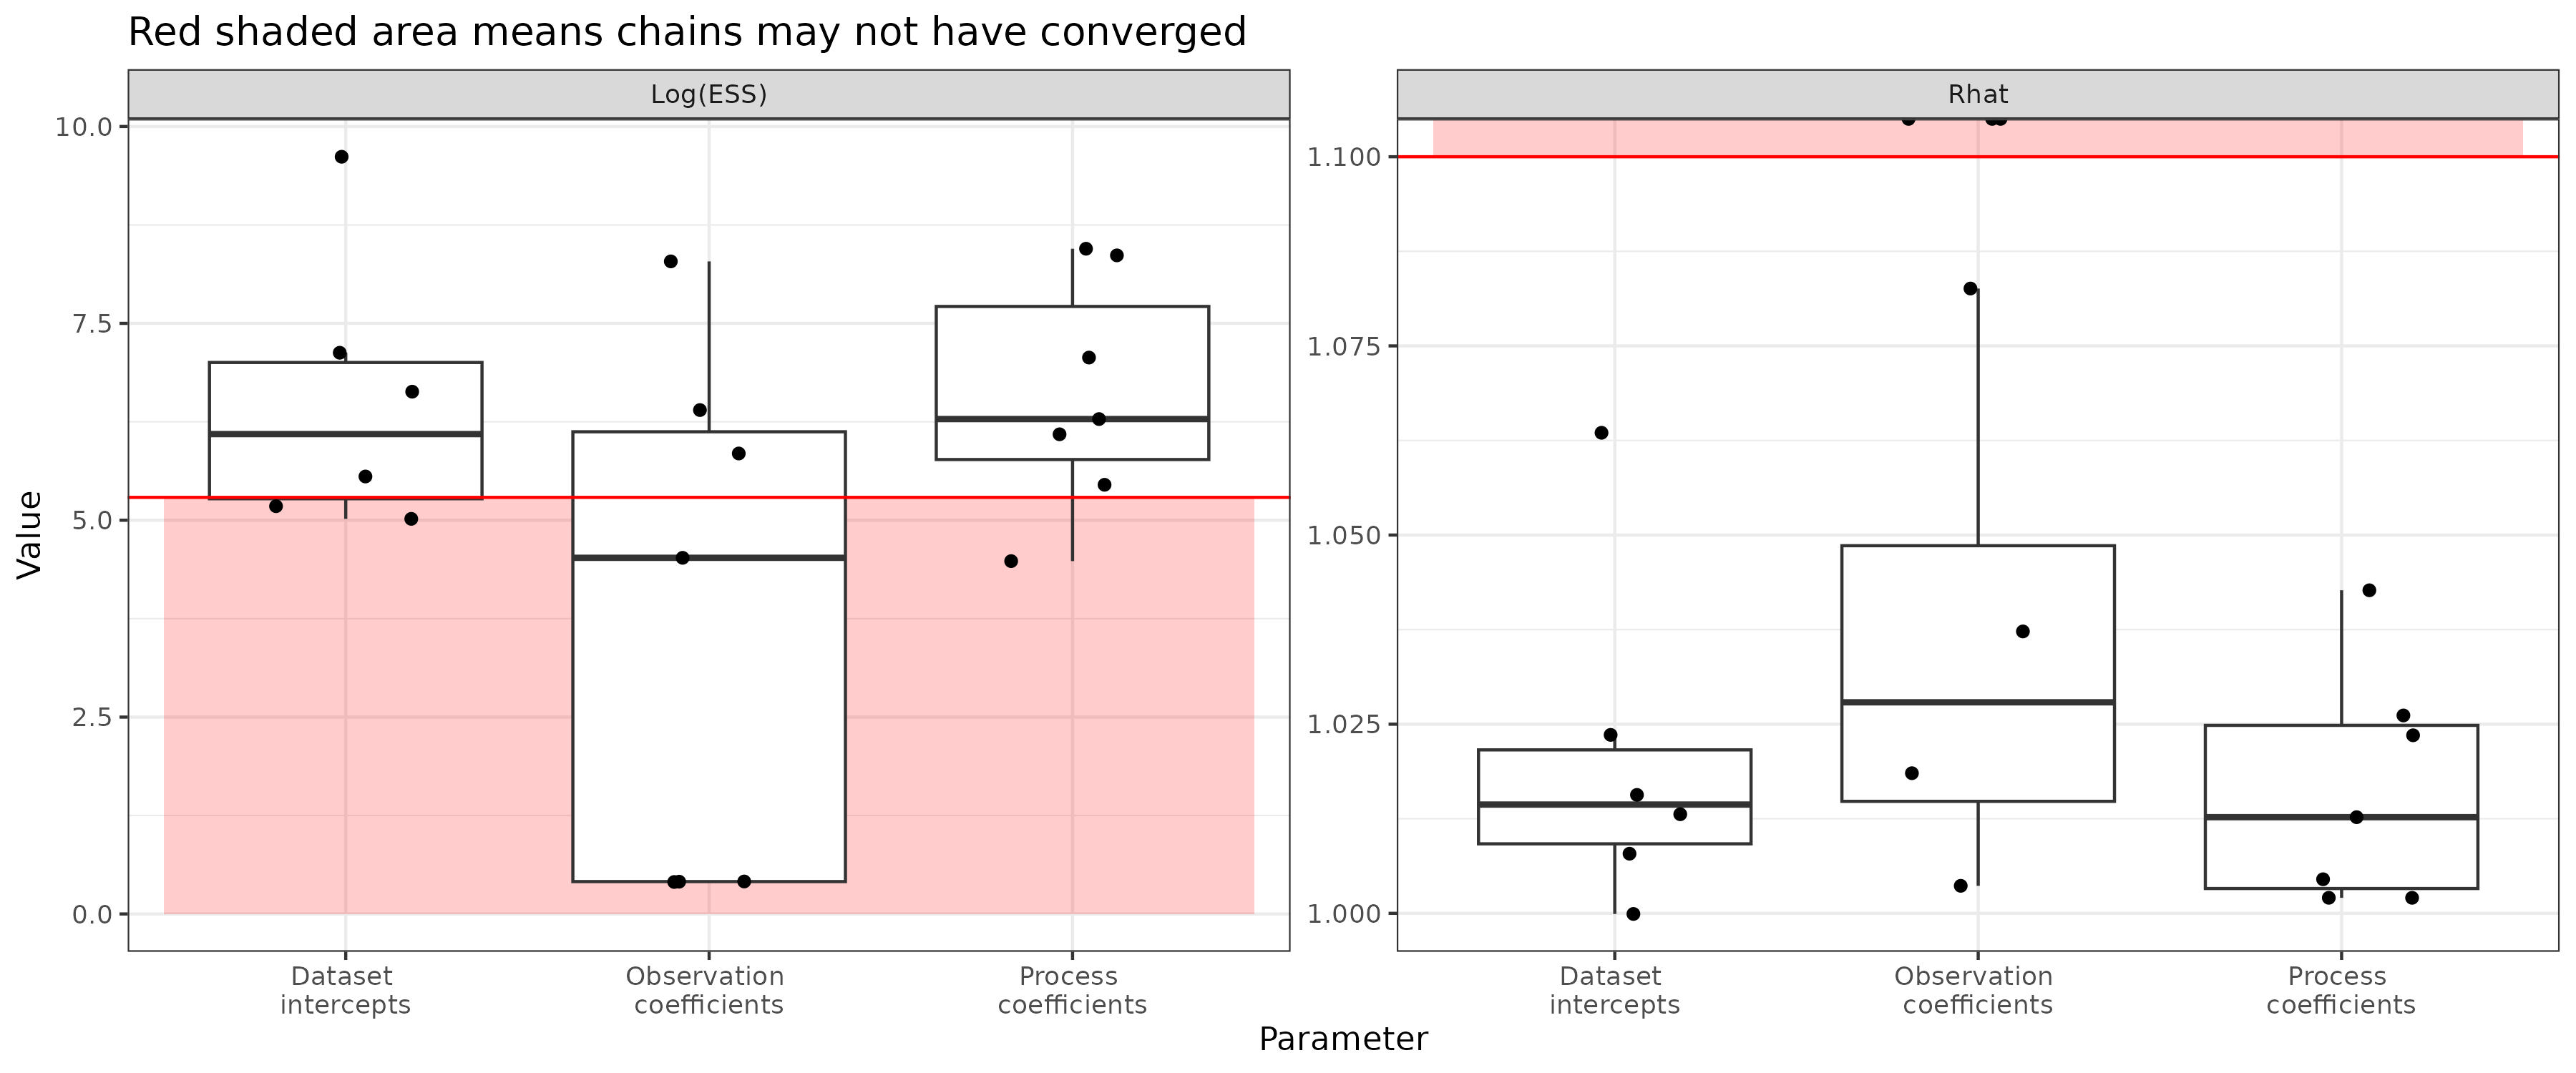 Red shaded area means chains may not have converged
Log(ESS)
Rhat
Value
10.0
7.5
5.0
2.5
0.0
1.100
1.075
1.050
1.025
1.000
Dataset
intercepts
Observation
coefficients
Process
coefficients
Dataset
intercepts
Observation
coefficients
Process
coefficients
Parameter